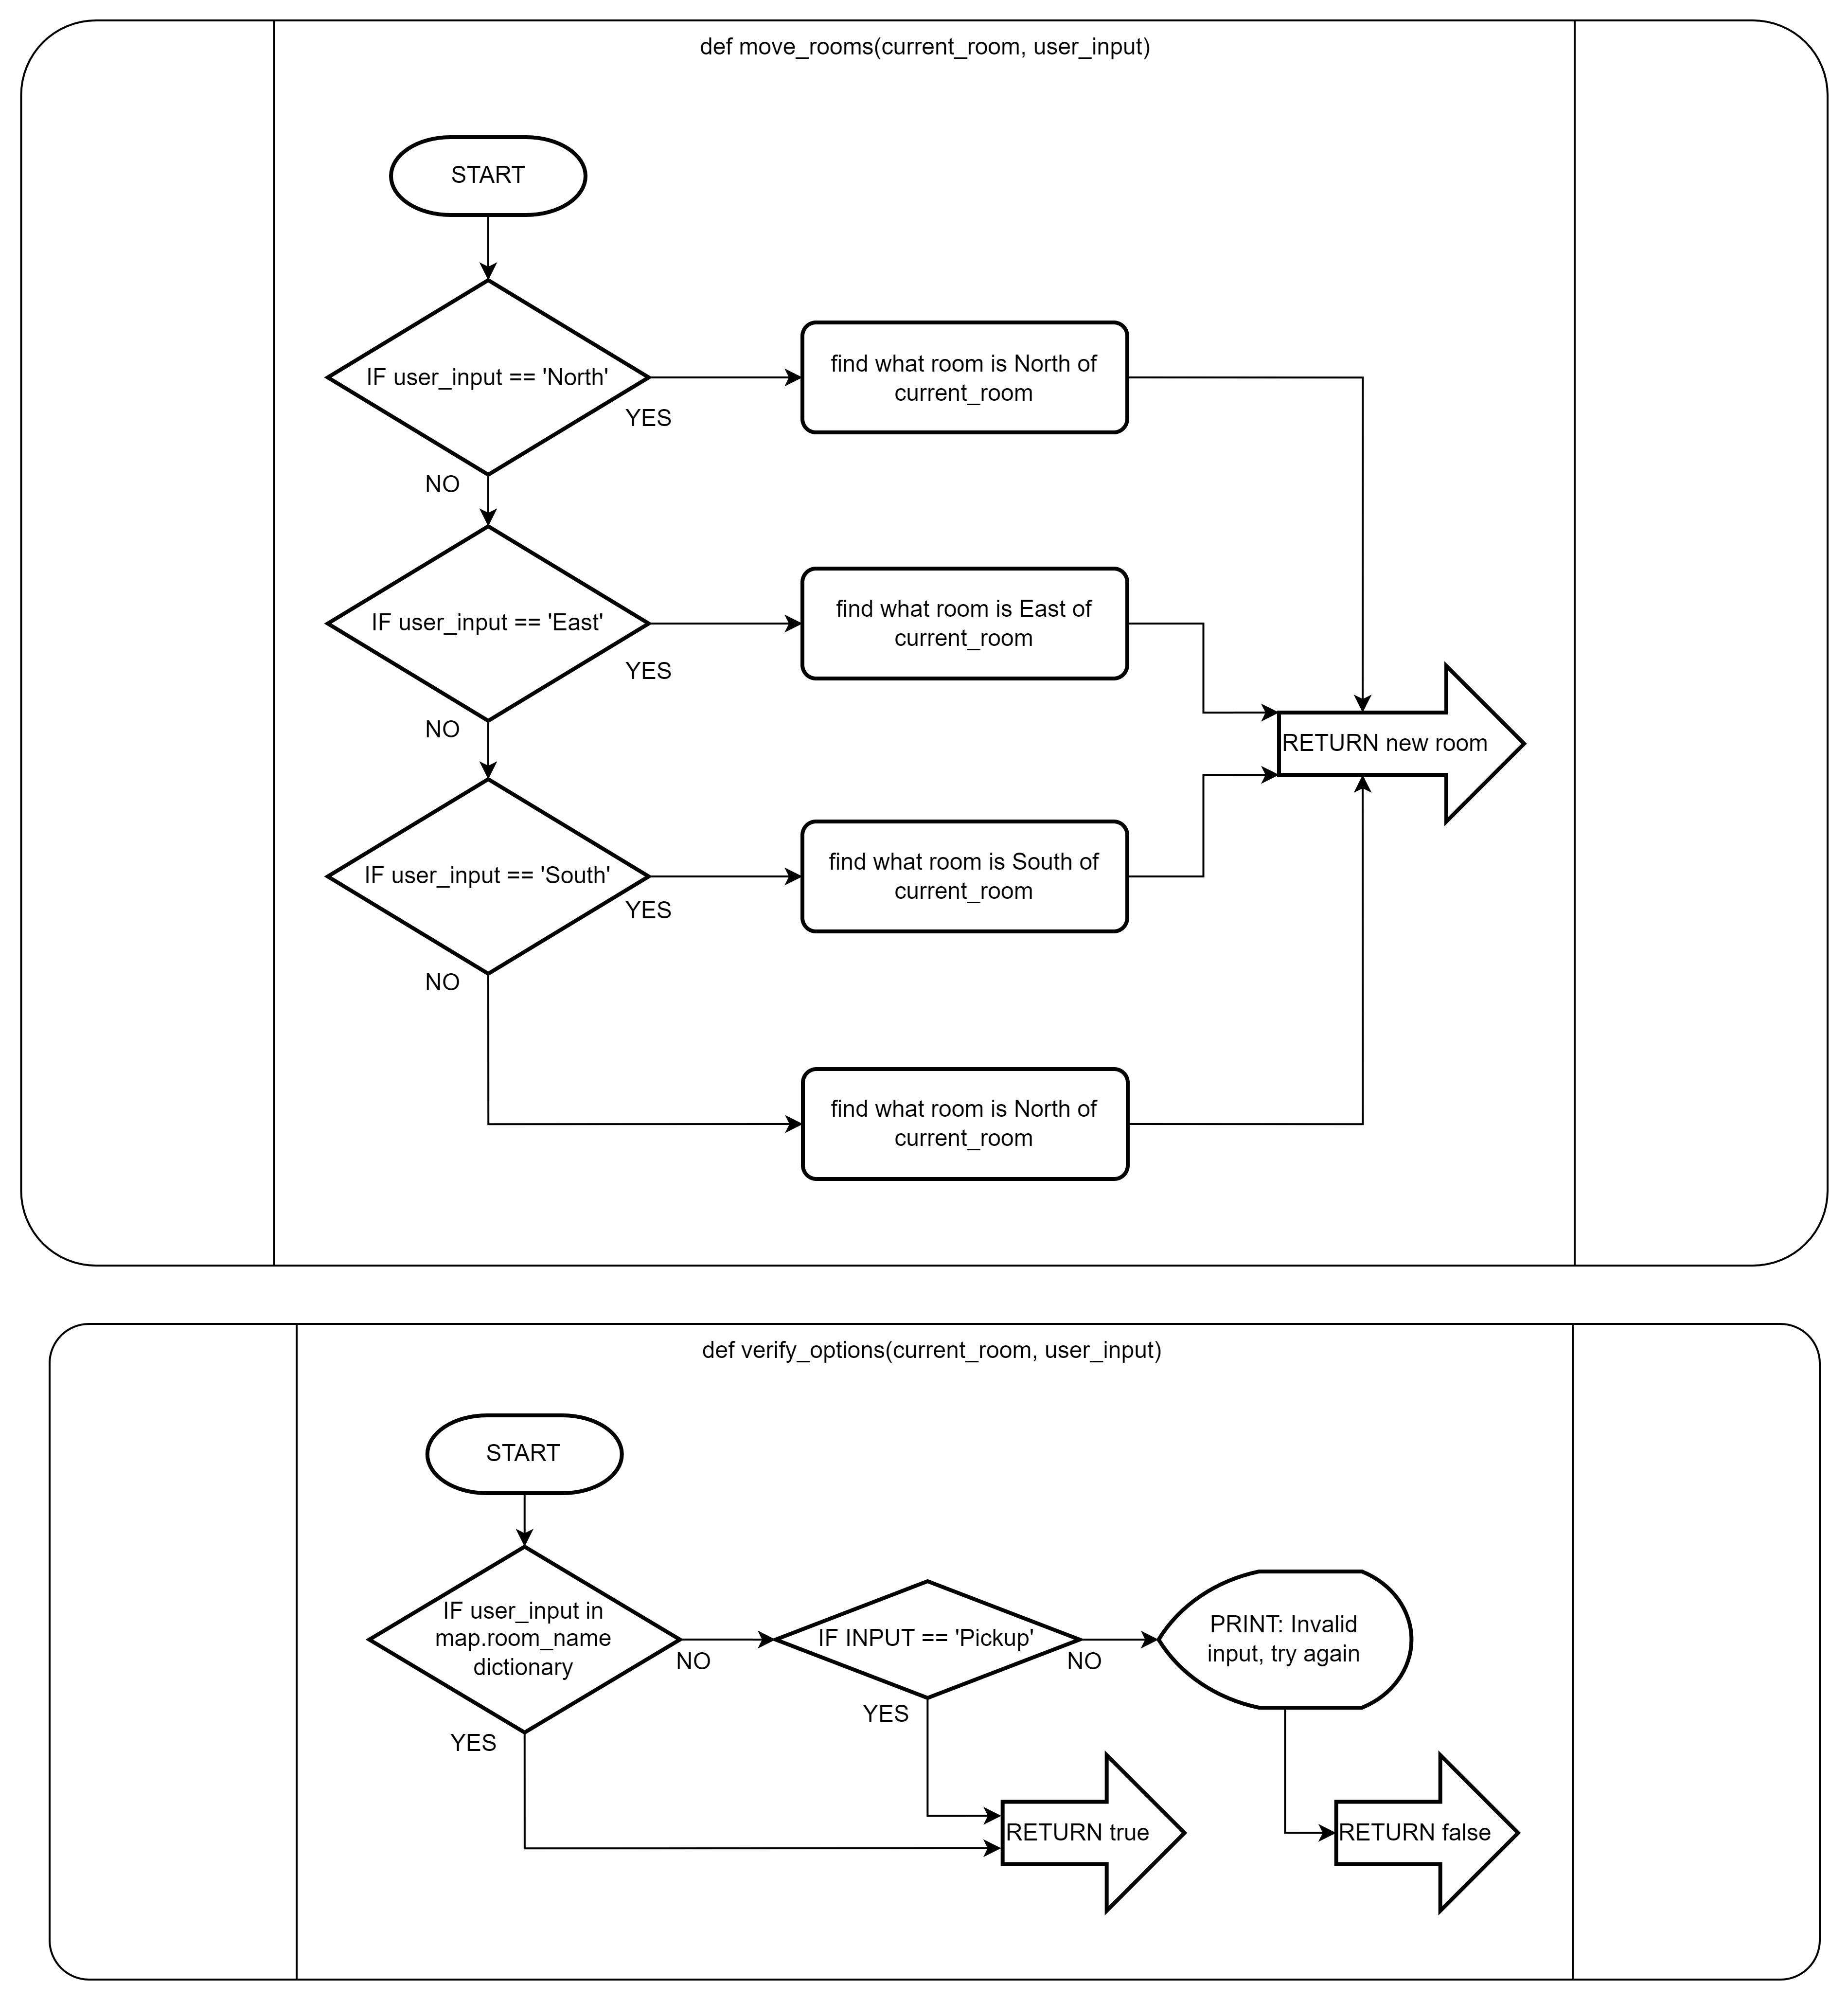 def move_rooms(current_room, user_input)
START
IF user_input == 'North'
YES
find what room is North of
current_room
NO
IF user_input == 'East'
YES
find what room is East of
current_room
NO
RETURN new room
IF user_input == 'South'
YES
find what room is South of
current_room
NO
find what room is North of
current_room
def verify_options(current_room, user_input)
START
IF user_input in
map.room_name
dictionary
NO
YES
IF INPUT == 'Pickup'
NO
YES
PRINT: Invalid
input, try again
RETURN true
RETURN false